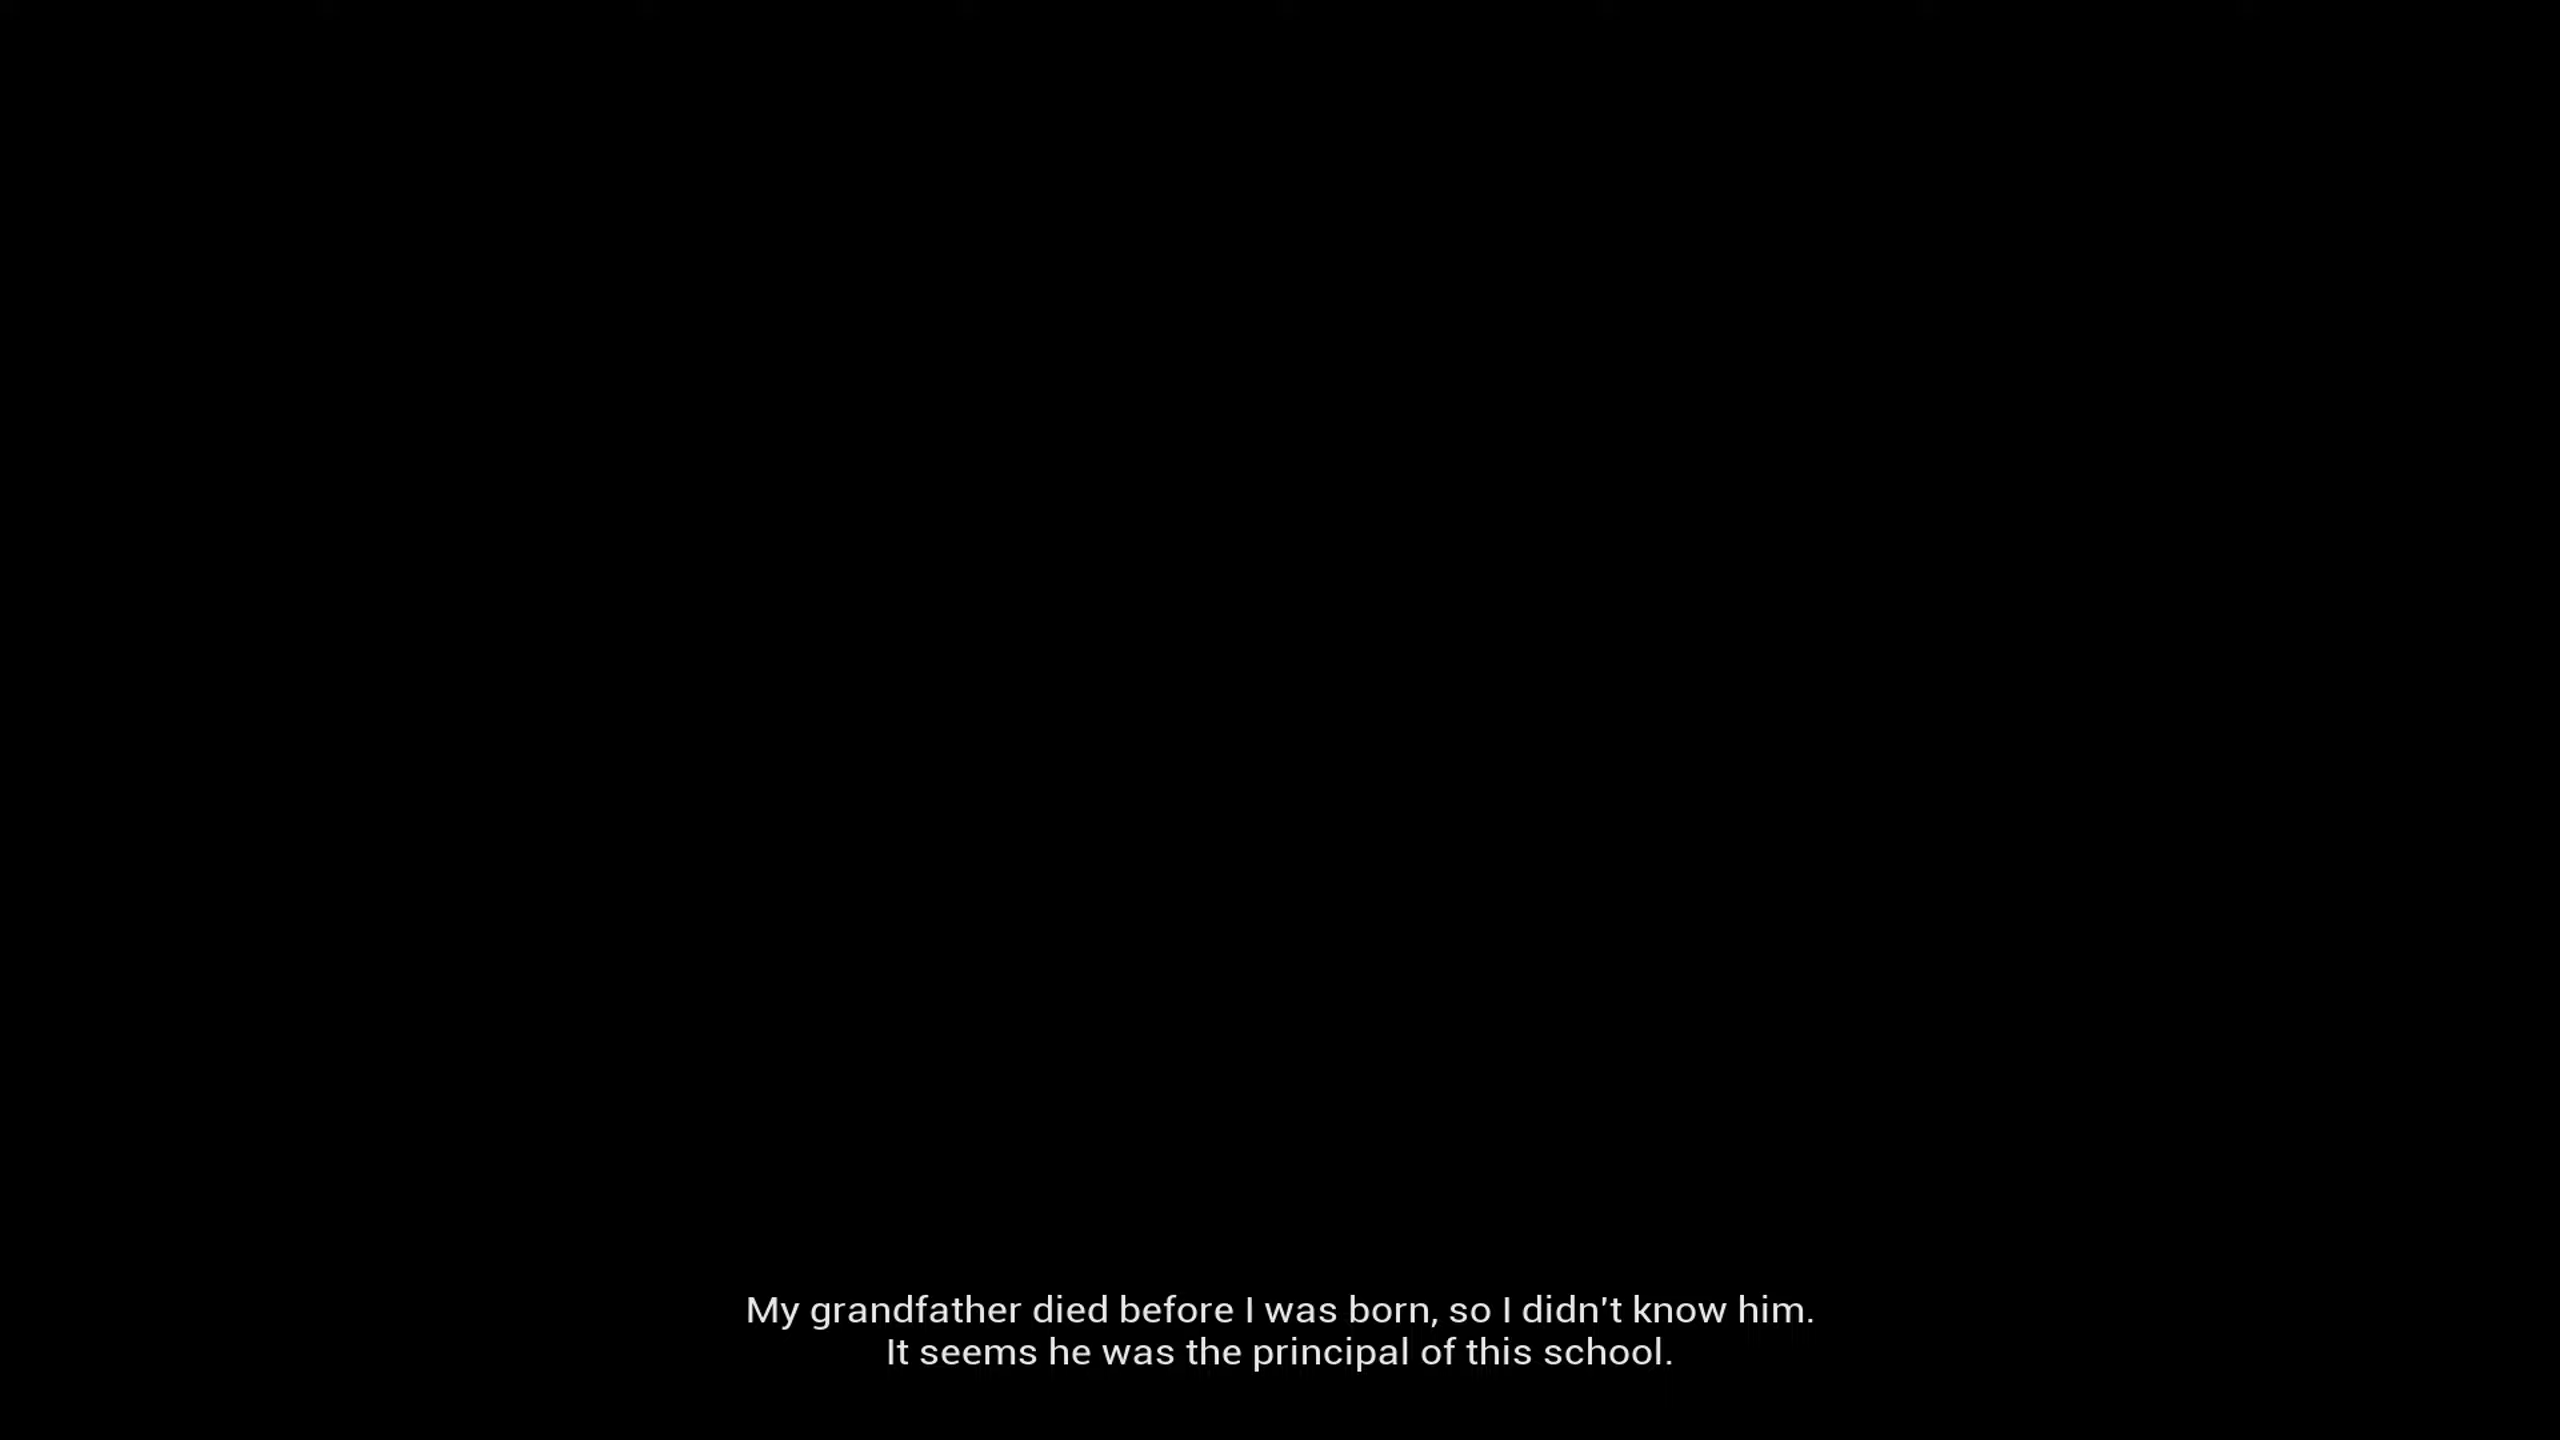 My grandfather died before I was born, so I didn't know him.
It seems he was the principal of this school.